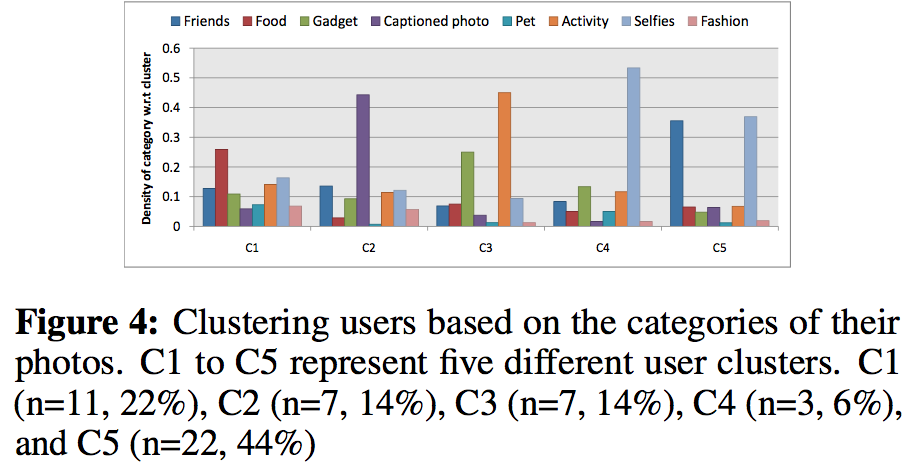 Friends Food Gadget Captioned photo Pet Activity Selfies Fashion
Density of category w.r.t cluster
0.6
0.5
0.4
0.3
0.2
0.1
0
C1 C2 C3 C4 C5
Figure 4: Clustering users based on the categories of their
photos. C1 to C5 represent five different user clusters. C1
(n=11, 22%), C2 (n=7, 14%), C3 (n=7, 14%), C4 (n=3, 6%),
and C5 (n=22, 44%)